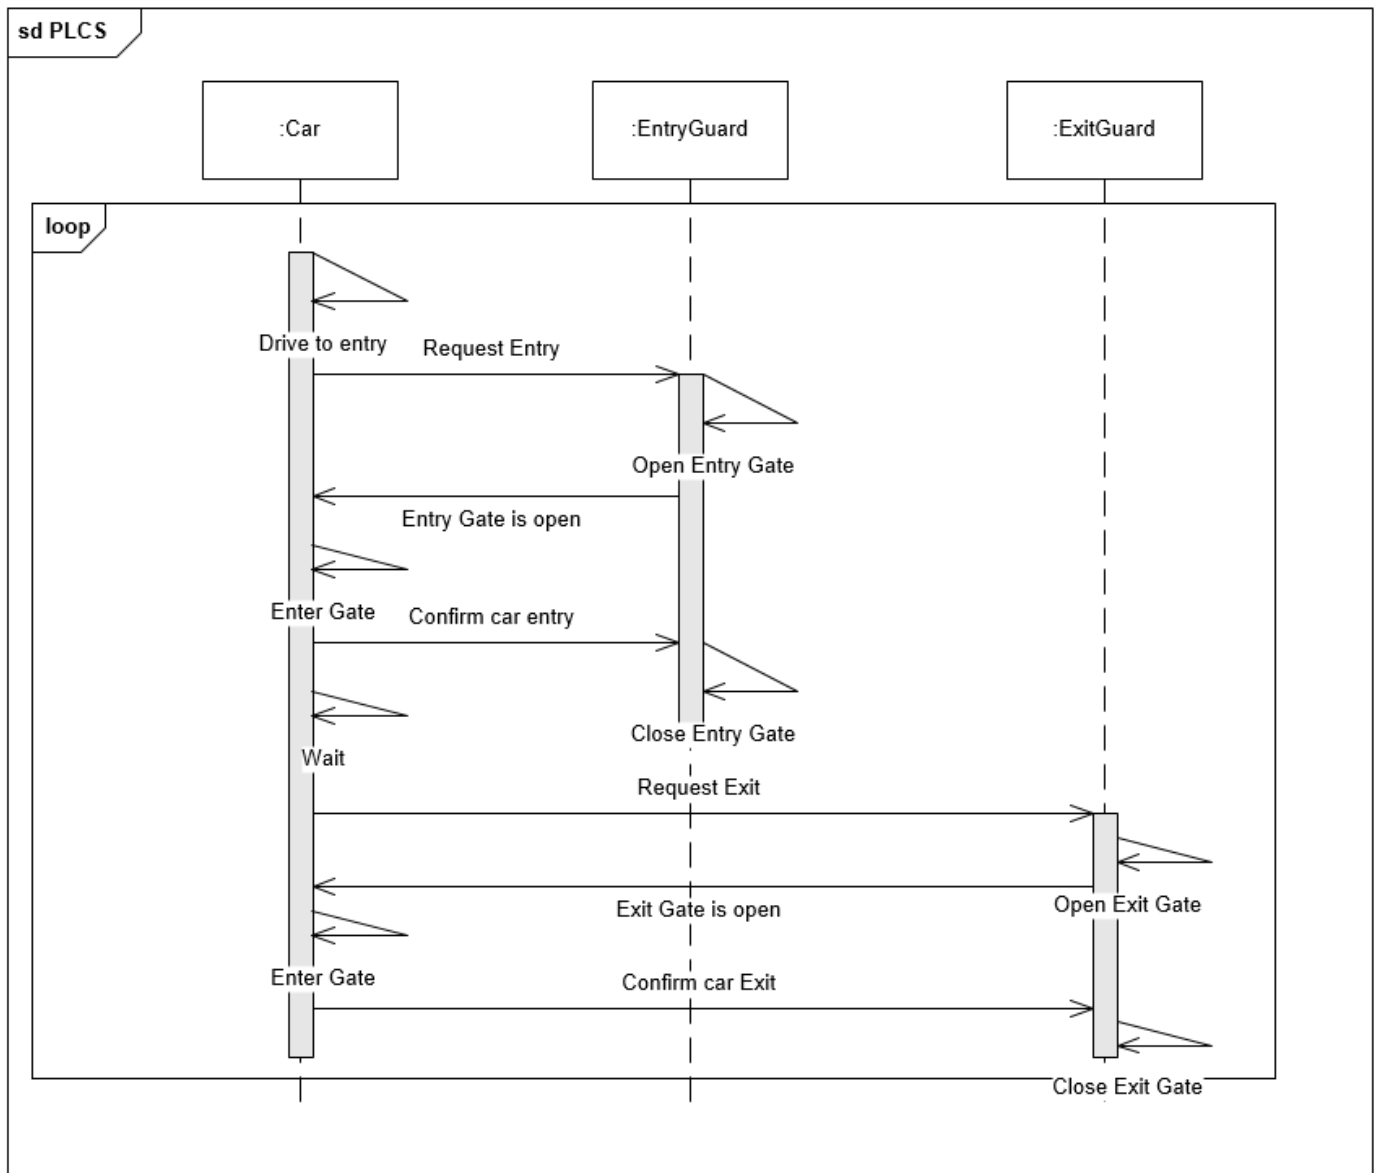 sd PLCS
:Car
:EntryGuard
:ExitGuard
loop
Drive to entry
Request Entry
Open Entry Gate
Entry Gate is open
Enter Gate
Confirm car entry
Close Entry Gate
Wait
Request Exit
Open Exit Gate
Exit Gate is open
Enter Gate
Confirm car Exit
Close Exit Gate